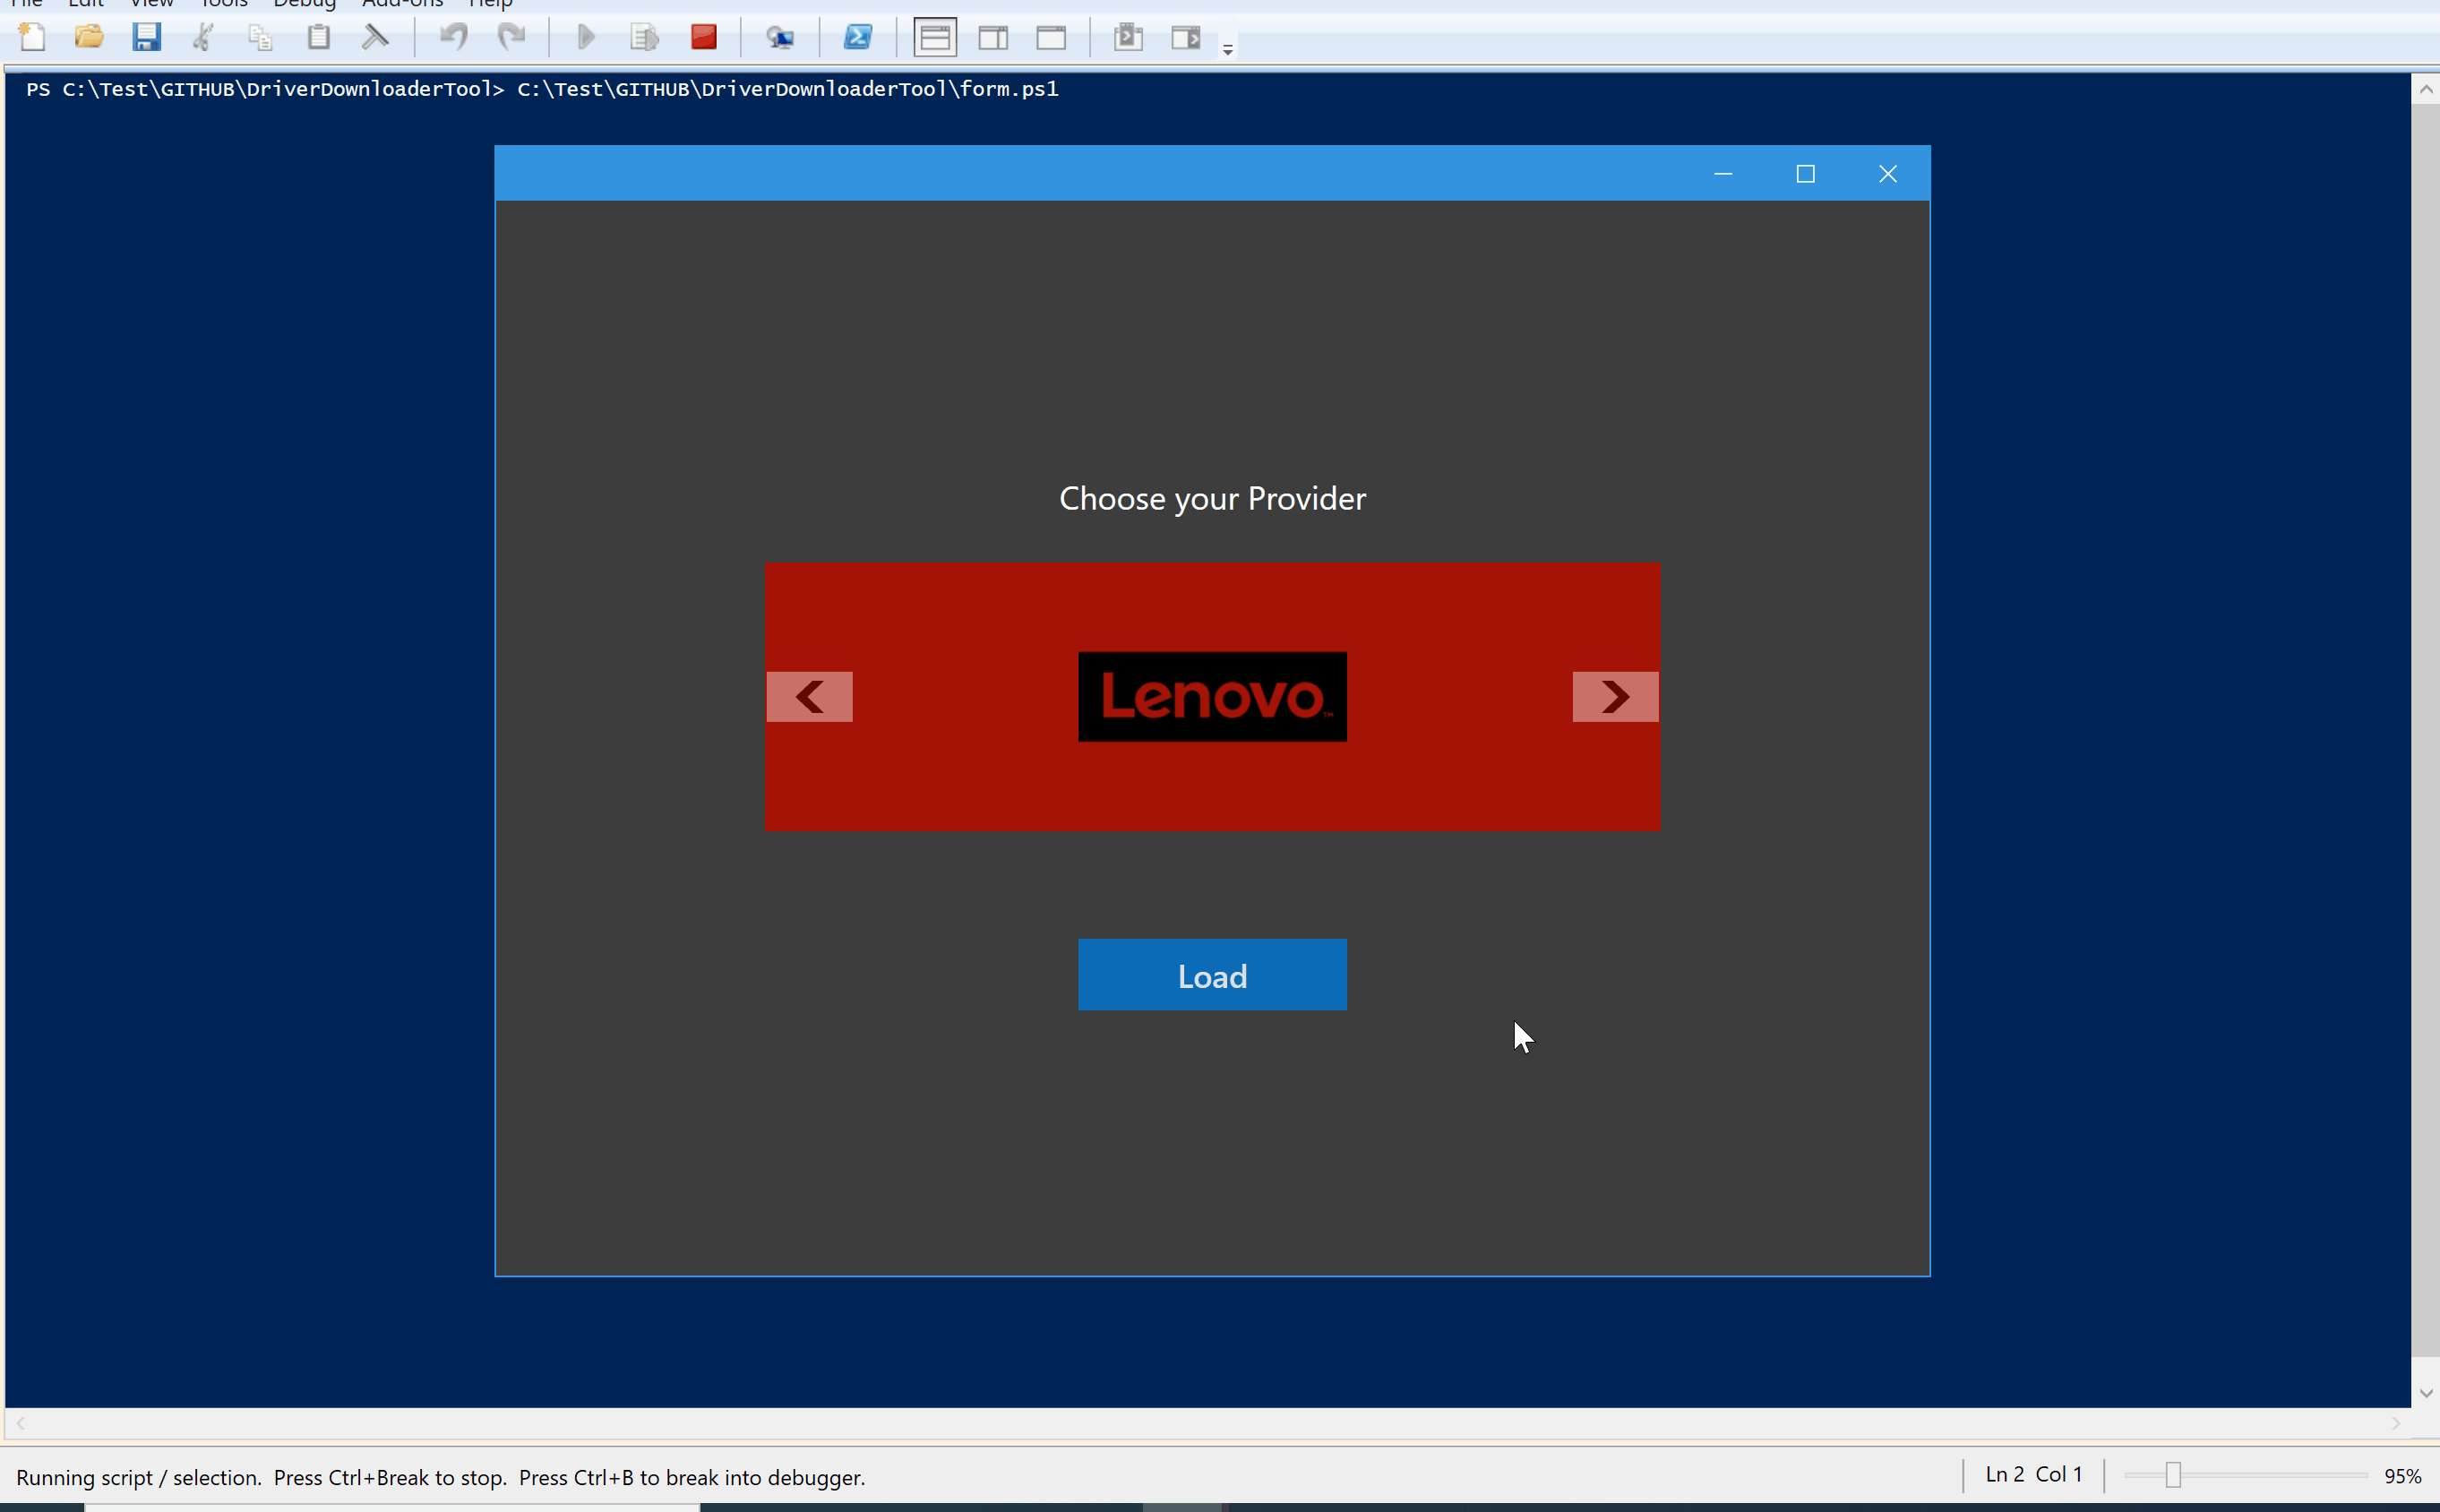 File Edit View Tools Debug Add-ons Help
PS C:\Test\GITHUB\DriverDownloaderTool> C:\Test\GITHUB\DriverDownloaderTool\form.ps1
Choose your Provider
Lenovo™
Load
Running script / selection. Press Ctrl+Break to stop. Press Ctrl+B to break into debugger.
Ln 2 Col 1
95%